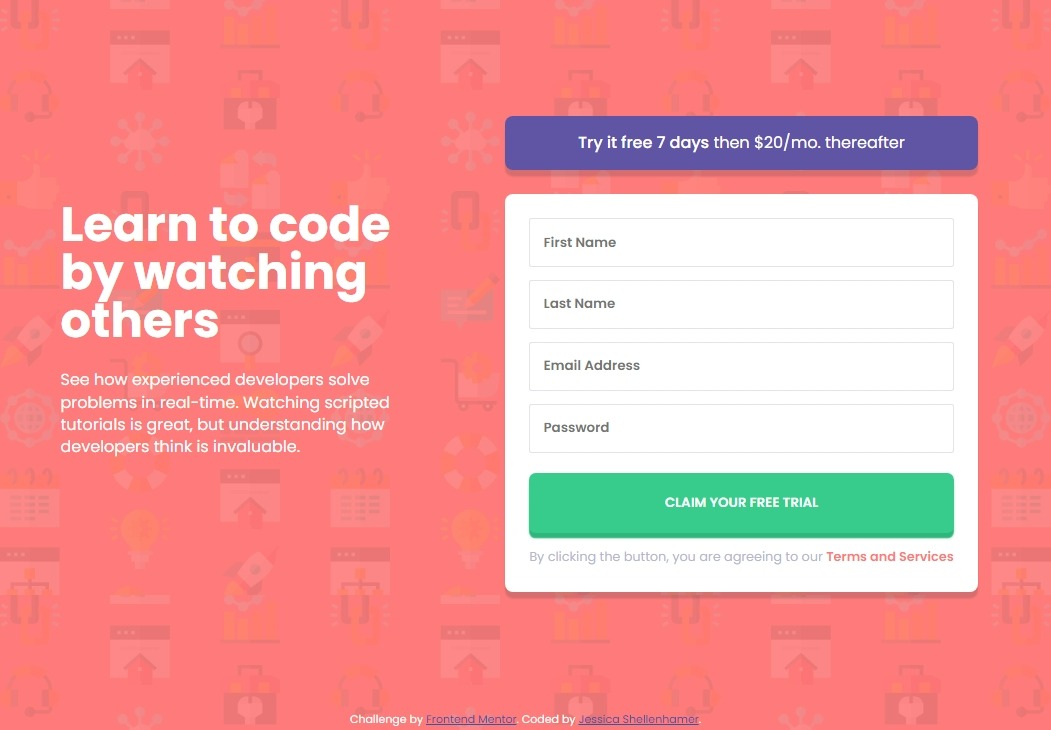 Learn to code
by watching
others
See how experienced developers solve
problems in real-time. Watching scripted
tutorials is great, but understanding how
developers think is invaluable.
Try it free 7 days then $20/mo. thereafter
First Name
Last Name
Email Address
Password
CLAIM YOUR FREE TRIAL
By clicking the button, you are agreeing to our Terms and Services
Challenge by Frontend Mentor. Coded by Jessica Shellenhamer.